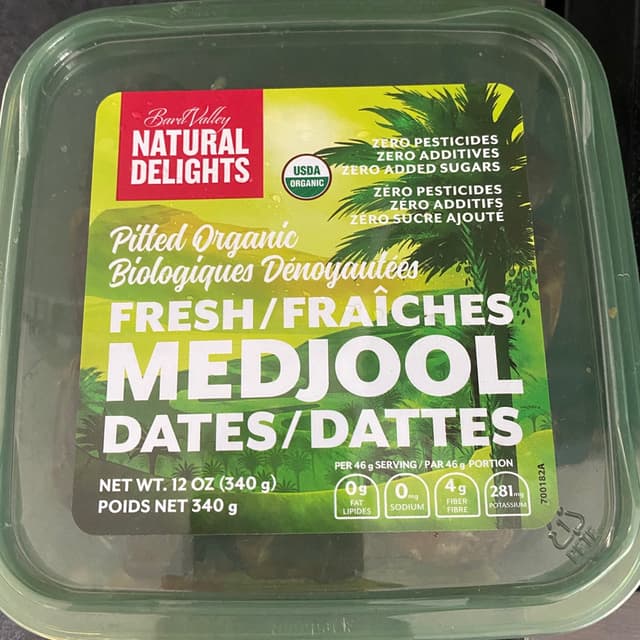 Bard Valley
NATURAL
DELIGHTS
USDA
ORGANIC
ZERO PESTICIDES
ZERO ADDITIVES
ZERO ADDED SUGARS
ZÉRO PESTICIDES
ZÉRO ADDITIFS
ZÉRO SUCRE AJOUTÉ
Pitted Organic
Biologiques Dénoyautées
FRESH/FRAÎCHES
MEDJOOL
DATES/DATTES
PER 46 g SERVING/PAR 46 g PORTION
NET WT. 12 OZ (340 g)
POIDS NET 340 g
0g
FAT
LIPIDES
0mg
SODIUM
4g
FIBER
FIBRE
281mg
POTASSIUM
700182A
1
PETE